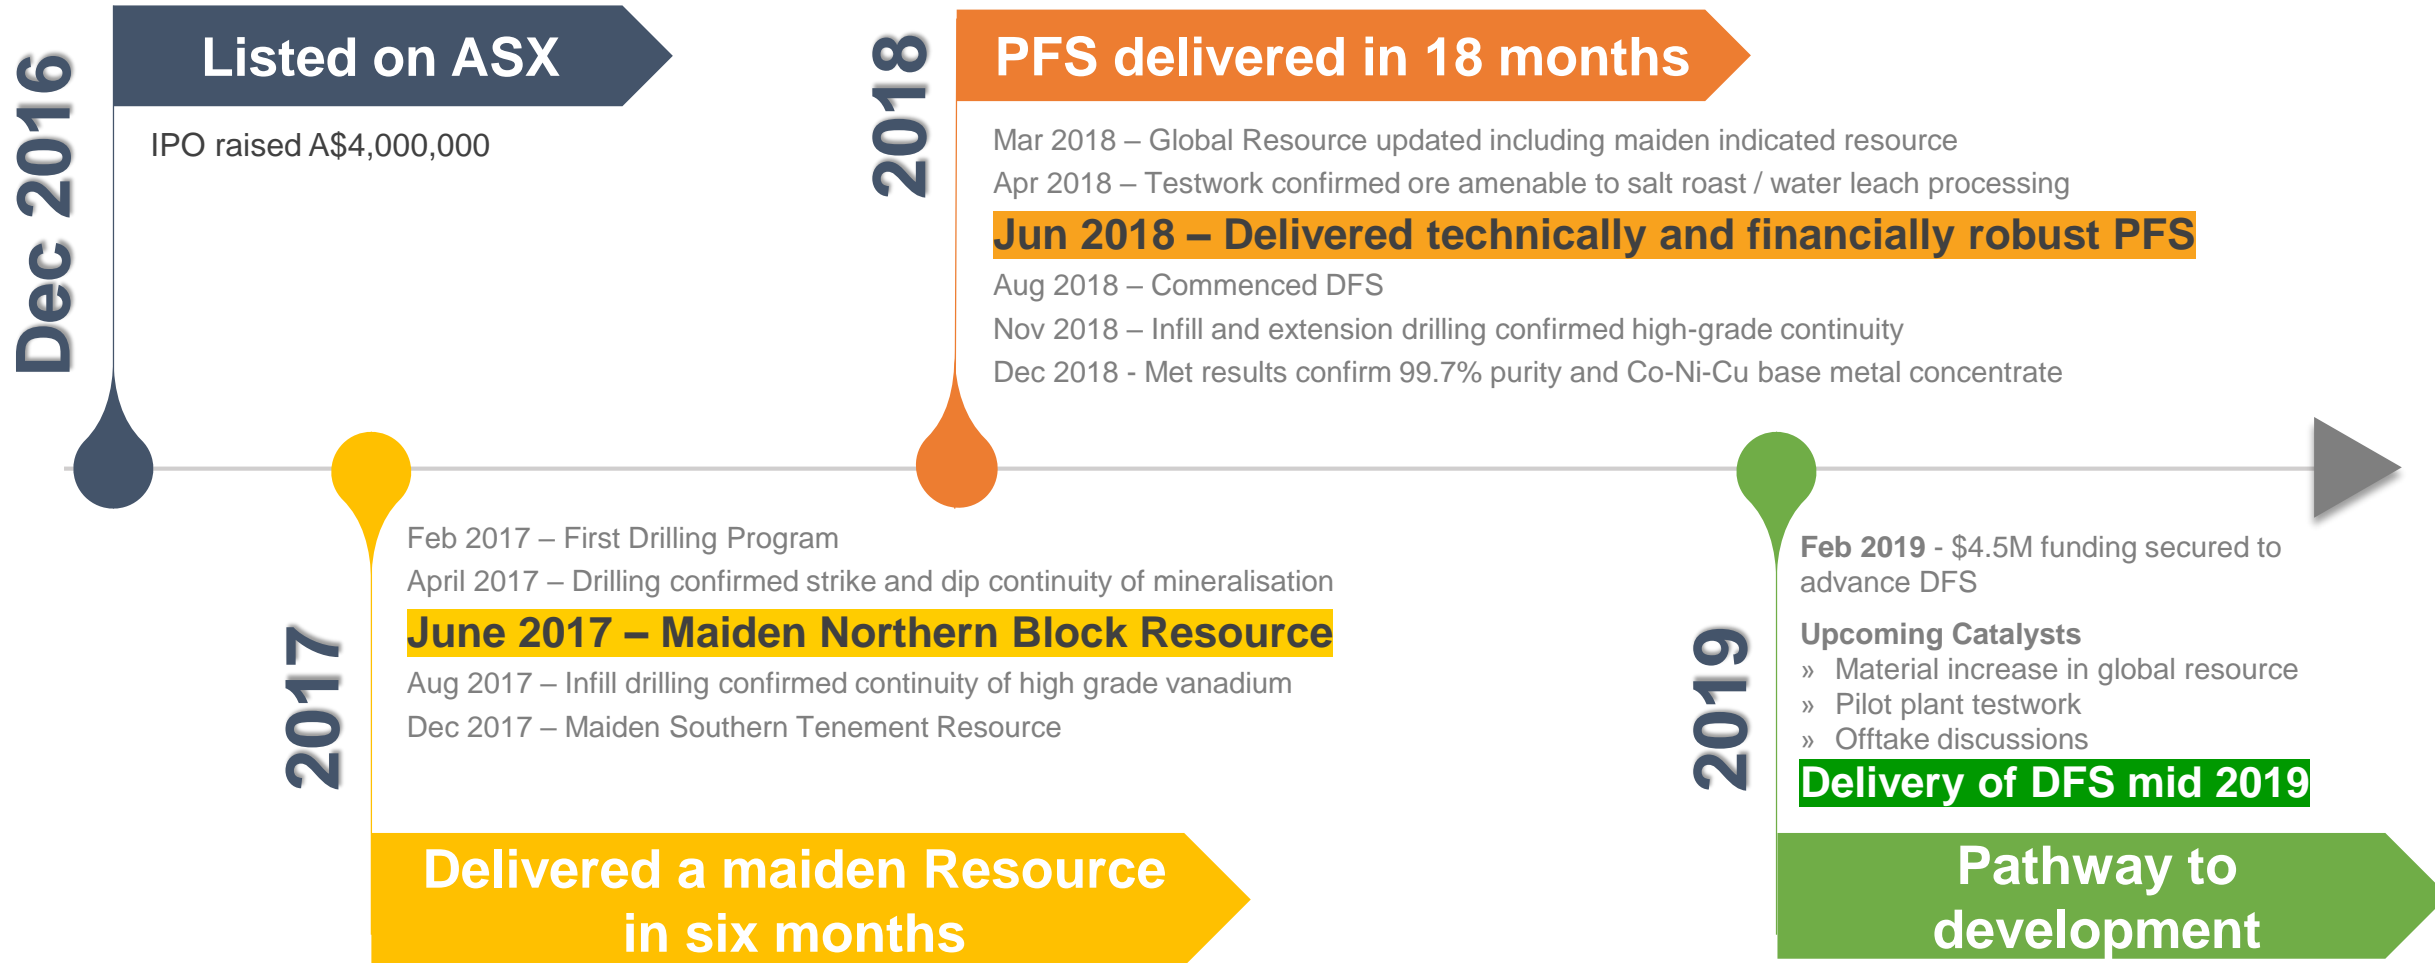 Dec 2016
Listed on ASX
IPO raised A$4,000,000
2017
Feb 2017 – First Drilling Program
April 2017 – Drilling confirmed strike and dip continuity of mineralisation
June 2017 – Maiden Northern Block Resource
Aug 2017 – Infill drilling confirmed continuity of high grade vanadium
Dec 2017 – Maiden Southern Tenement Resource
Delivered a maiden Resource
in six months
2018
PFS delivered in 18 months
Mar 2018 – Global Resource updated including maiden indicated resource
Apr 2018 – Testwork confirmed ore amenable to salt roast / water leach processing
Jun 2018 – Delivered technically and financially robust PFS
Aug 2018 – Commenced DFS
Nov 2018 – Infill and extension drilling confirmed high-grade continuity
Dec 2018 - Met results confirm 99.7% purity and Co-Ni-Cu base metal concentrate
2019
Feb 2019 - $4.5M funding secured to
advance DFS
Upcoming Catalysts
» Material increase in global resource
» Pilot plant testwork
» Offtake discussions
Delivery of DFS mid 2019
Pathway to
development